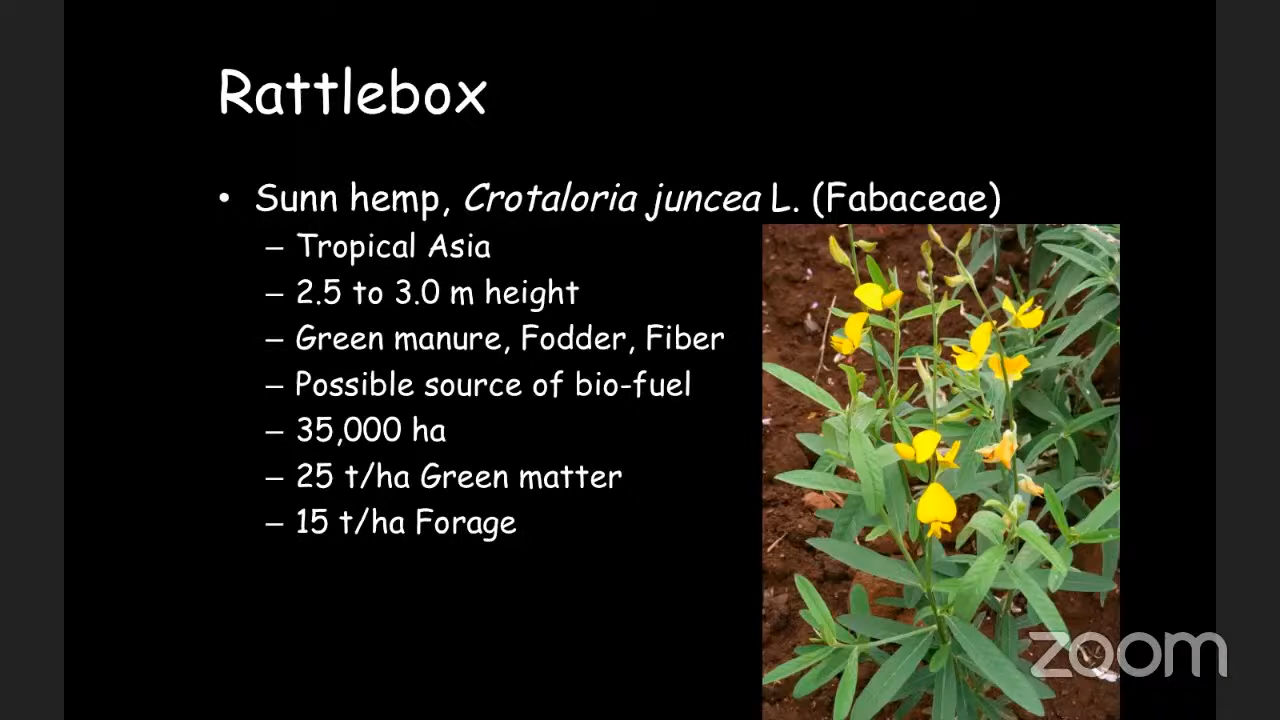 Rattlebox
• Sunn hemp, Crotaloria juncea L. (Fabaceae)
– Tropical Asia
– 2.5 to 3.0 m height
– Green manure, Fodder, Fiber
– Possible source of bio-fuel
– 35,000 ha
– 25 t/ha Green matter
– 15 t/ha Forage
zoom